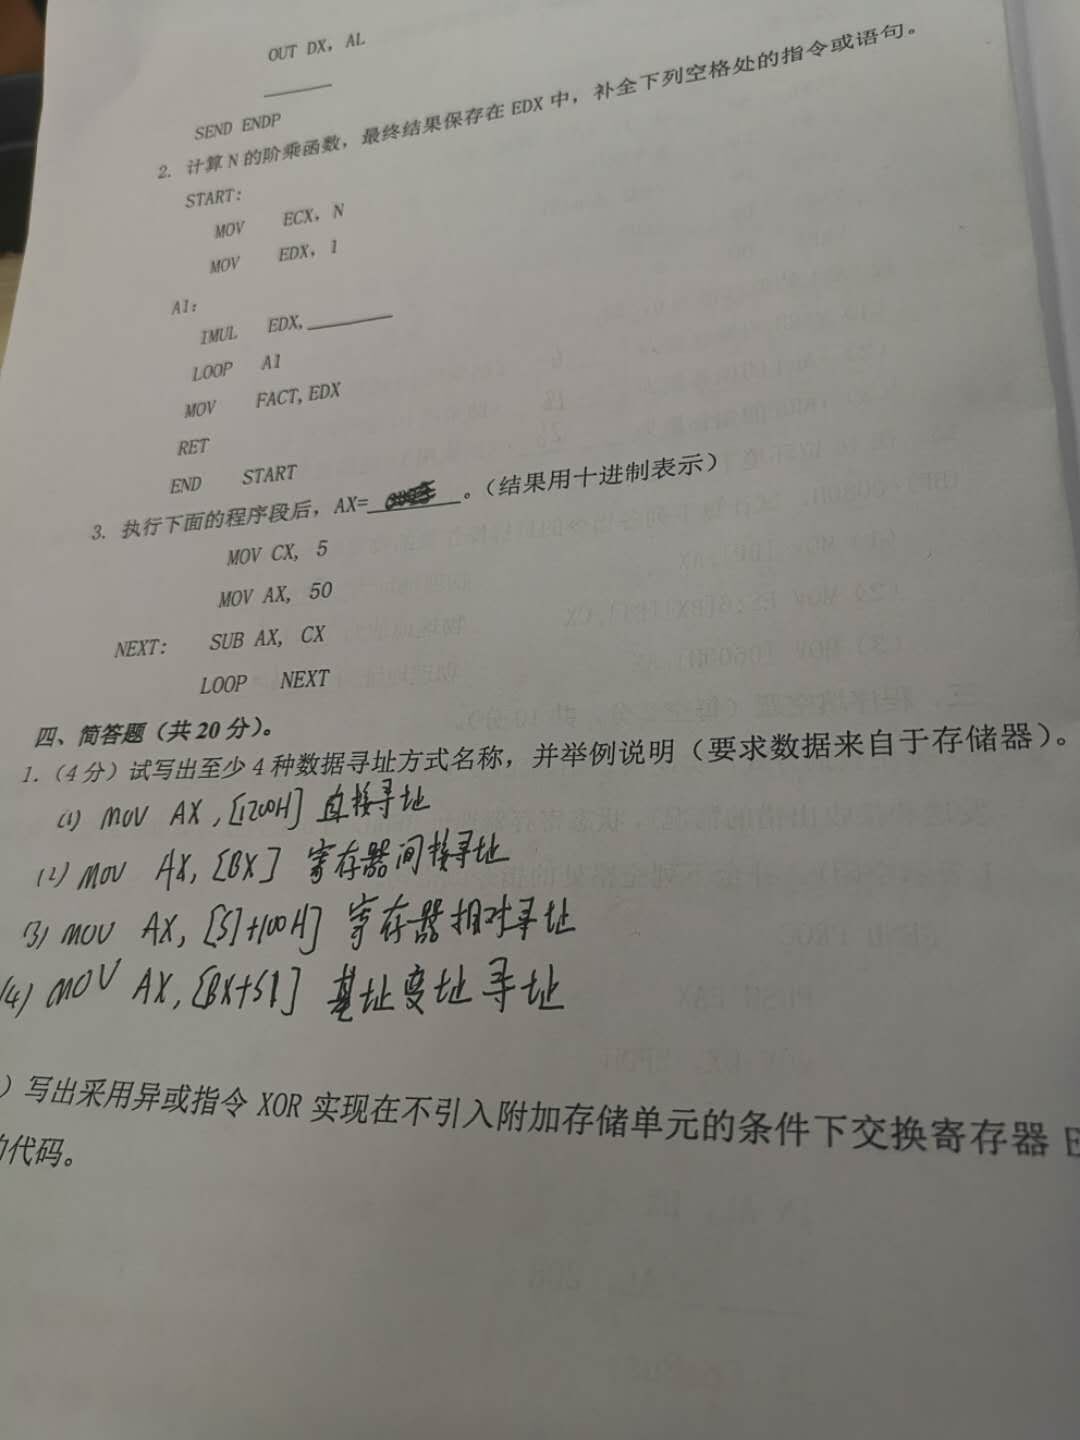 OUT DX, AL
SEND ENDP
2. 计算 N 的阶乘函数，最终结果保存在 EDX 中，补全下列空格处的指令或语句。
START:
MOV ECX, N
MOV EDX, 1
A1:
IMUL EDX,
LOOP A1
MOV FACT, EDX
RET
END START
3. 执行下面的程序段后，AX= 。（结果用十进制表示）
MOV CX, 5
MOV AX, 50
NEXT: SUB AX, CX
LOOP NEXT
四、简答题（共 20 分）。
1.（4 分）试写出至少 4 种数据寻址方式名称，并举例说明（要求数据来自于存储器）。
(1) MOV AX, [1200H] 直接寻址
(2) MOV AX, [BX] 寄存器间接寻址
(3) MOV AX, [SI+100H] 寄存器相对寻址
(4) MOV AX, [BX+SI] 基址变址寻址
）写出采用异或指令 XOR 实现在不引入附加存储单元的条件下交换寄存器
的代码。